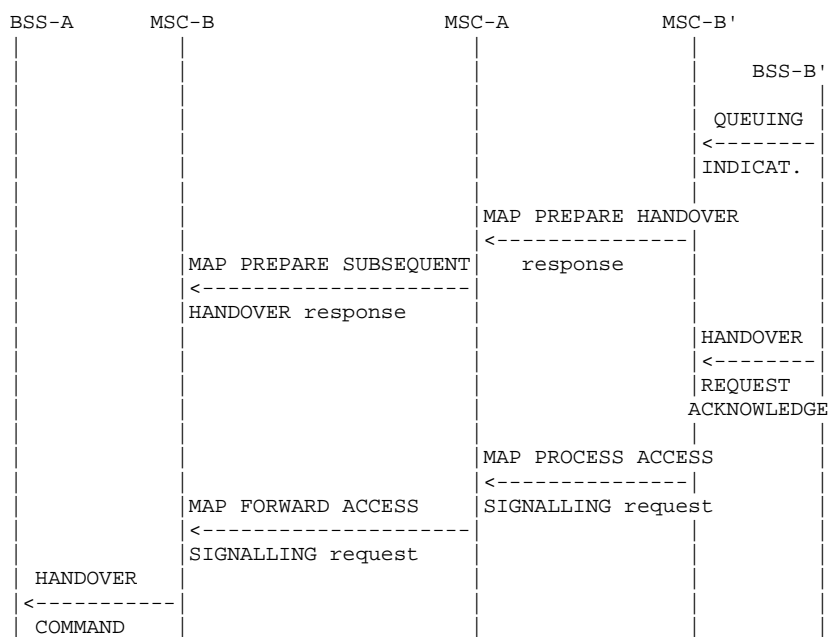 BSS-A MSC-B MSC-A MSC-B'
BSS-B'
QUEUING
INDICAT.
MAP PREPARE HANDOVER
MAP PREPARE SUBSEQUENT response
HANDOVER response
HANDOVER
REQUEST
ACKNOWLEDGE
MAP PROCESS ACCESS
MAP FORWARD ACCESS SIGNALLING request
SIGNALLING request
HANDOVER
COMMAND